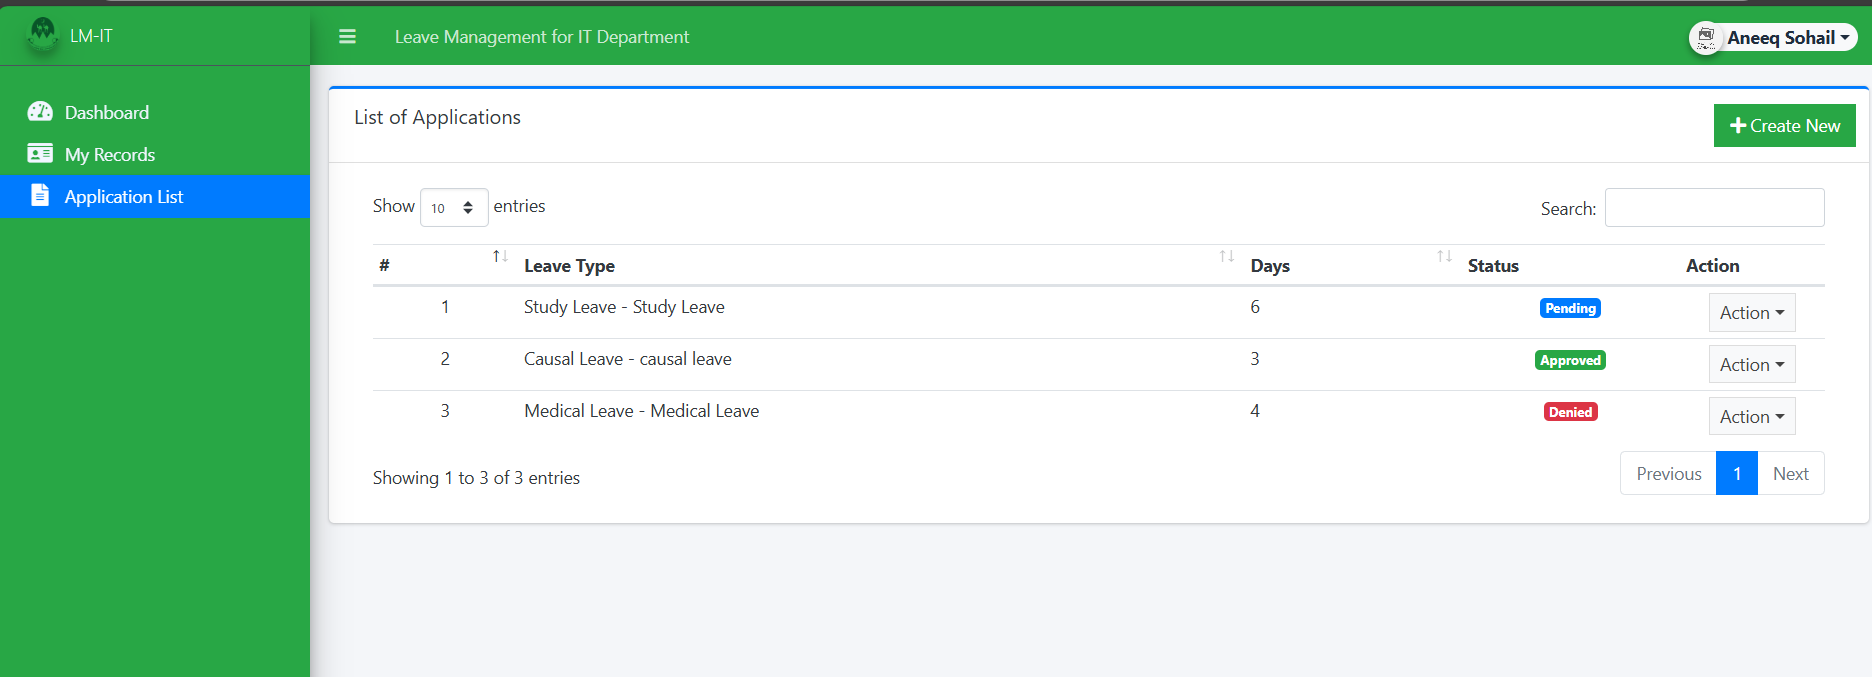 LM-IT
Leave Management for IT Department
Aneeq Sohail
Dashboard
My Records
Application List
List of Applications
Create New
Show 10 entries
Search:
# Leave Type Days Status Action
1 Study Leave - Study Leave 6 Pending Action
2 Causal Leave - causal leave 3 Approved Action
3 Medical Leave - Medical Leave 4 Denied Action
Showing 1 to 3 of 3 entries
Previous 1 Next